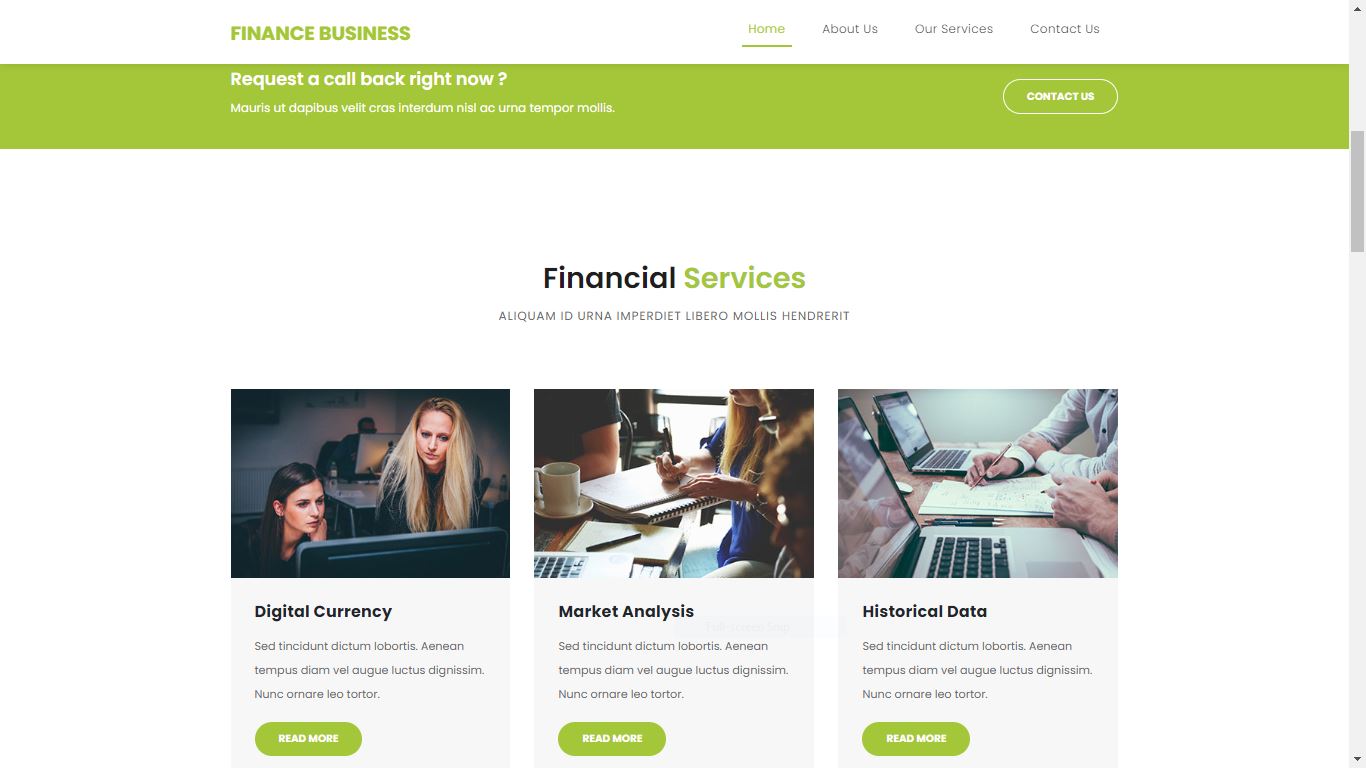 FINANCE BUSINESS
Home
About Us
Our Services
Contact Us
Request a call back right now ?
Mauris ut dapibus velit cras interdum nisl ac urna tempor mollis.
CONTACT US
Financial Services
ALIQUAM ID URNA IMPERDIET LIBERO MOLLIS HENDRERIT
Digital Currency
Sed tincidunt dictum lobortis. Aenean
tempus diam vel augue luctus dignissim.
Nunc ornare leo tortor.
READ MORE
Market Analysis
Full-screen Snip
Sed tincidunt dictum lobortis. Aenean
tempus diam vel augue luctus dignissim.
Nunc ornare leo tortor.
READ MORE
Historical Data
Sed tincidunt dictum lobortis. Aenean
tempus diam vel augue luctus dignissim.
Nunc ornare leo tortor.
READ MORE